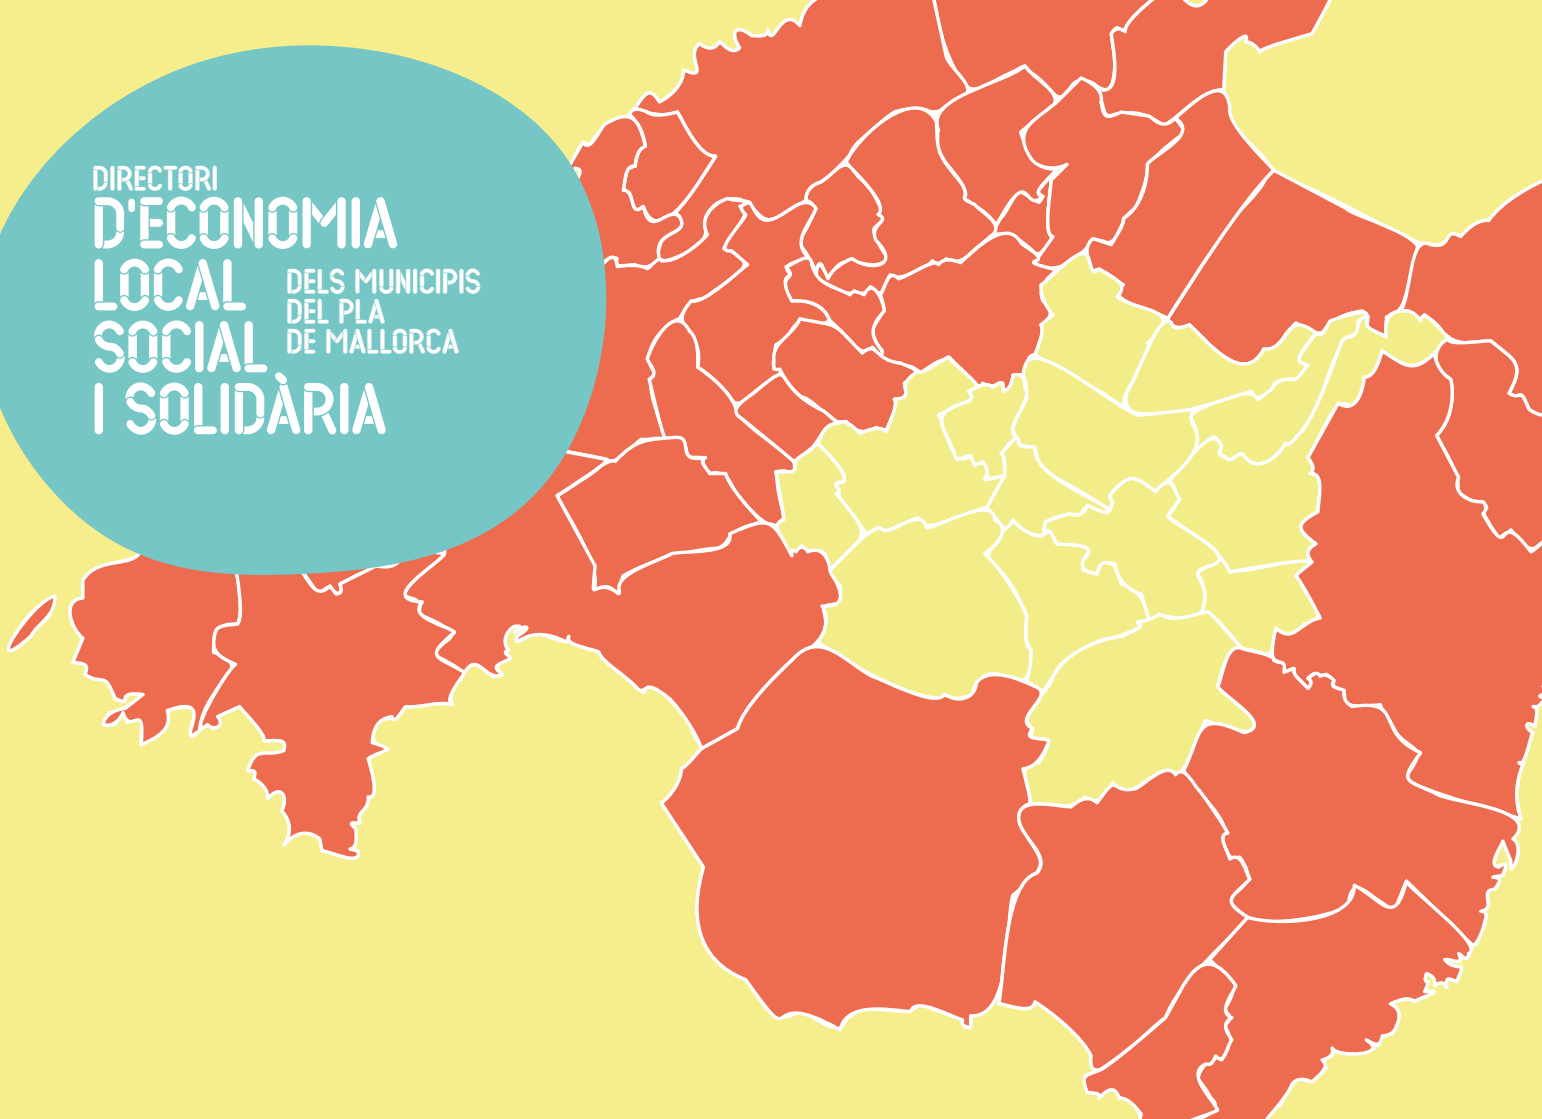 DIRECTORI
D'ECONOMIA
LOCAL
SOCIAL
I SOLIDÀRIA
DELS MUNICIPIS
DEL PLA
DE MALLORCA